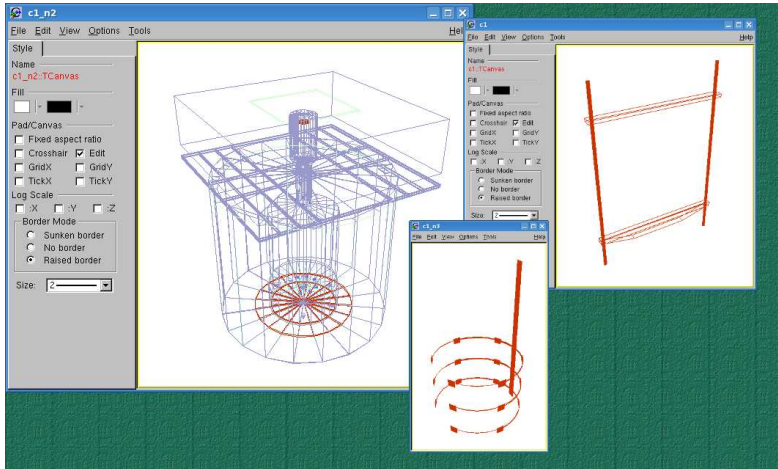 c1_n2
File Edit View Options Tools Help
Style
Name
c1_n2::TCanvas
Fill
Pad/Canvas
Fixed aspect ratio
Crosshair Edit
GridX GridY
TickX TickY
Log Scale
:X :Y :Z
Border Mode
Sunken border
No border
Raised border
Size: 2
c1
File Edit View Options Tools Help
Style
Name
c1::TCanvas
Fill
Pad/Canvas
Fixed aspect ratio
Crosshair Edit
GridX GridY
TickX TickY
Log Scale
:X :Y :Z
Border Mode
Sunken border
No border
Raised border
Size: 2
c1_n3
File Edit View Options Tools Help